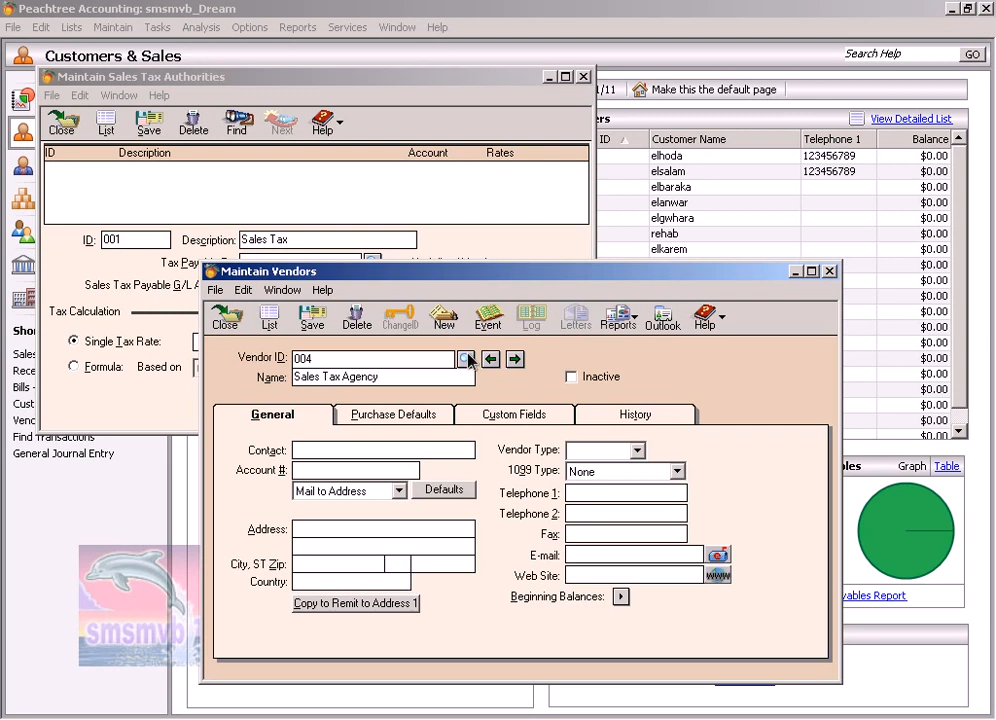 Peachtree Accounting: smsmvb_Dream
File Edit Lists Maintain Tasks Analysis Options Reports Services Window Help
Customers & Sales
Search Help GO
Maintain Sales Tax Authorities
1/11 Make this the default page
File Edit Window Help
Close List Save Delete Find Next Help
ers View Detailed List
ID Customer Name Telephone 1 Balance
ID Description Account Rates
elhoda 123456789 $0.00
elsalam 123456789 $0.00
elbaraka $0.00
elanwar $0.00
elgwhara $0.00
rehab $0.00
elkarem $0.00
$0.00
$0.00
$0.00
$0.00
$0.00
$0.00
$0.00
$0.00
$0.00
$0.00
$0.00
ID: 001 Description: Sales Tax
Tax Pay
Sales Tax Payable G/L A
Tax Calculation
Single Tax Rate:
Formula: Based on
Maintain Vendors
File Edit Window Help
Close List Save Delete ChangeID New Event Log Letters Reports Outlook Help
Vendor ID: 004
Name: Sales Tax Agency
Inactive
General Purchase Defaults Custom Fields History
Contact:
Account #:
Mail to Address Defaults
Address:
City, ST Zip:
Country:
Copy to Remit to Address 1
Vendor Type:
1099 Type: None
Telephone 1:
Telephone 2:
Fax:
E-mail:
Web Site: WWW
Beginning Balances:
Shor
Sales
Rece
Bills -
Cust
Venc
Find Transactions
General Journal Entry
bles Graph Table
vables Report
smsmvb